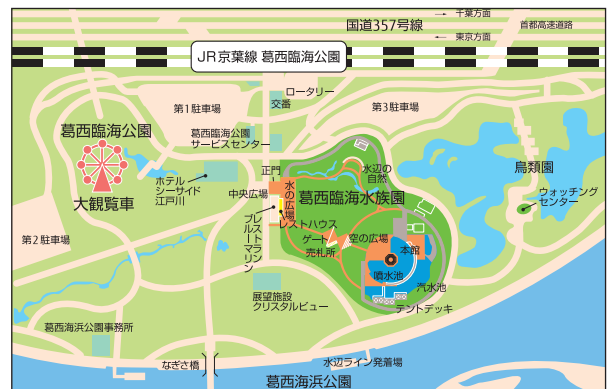 国道357号線
千葉方面
首都高速道路
東京方面
JR京葉線 葛西臨海公園
ロータリー
交番
第1駐車場
第3駐車場
葛西臨海公園
葛西臨海公園
サービスセンター
大観覧車
ホテル
シーサイド
江戸川
正門
中央広場
水の広場
水辺の
自然
葛西臨海水族園
鳥類園
ウォッチング
センター
レストハウス
レストラン
ブルーマリン
ゲート
売札所
空の広場
本館
噴水池
汽水池
テントデッキ
第2駐車場
展望施設
クリスタルビュー
葛西海浜公園事務所
なぎさ橋
水辺ライン発着場
葛西海浜公園